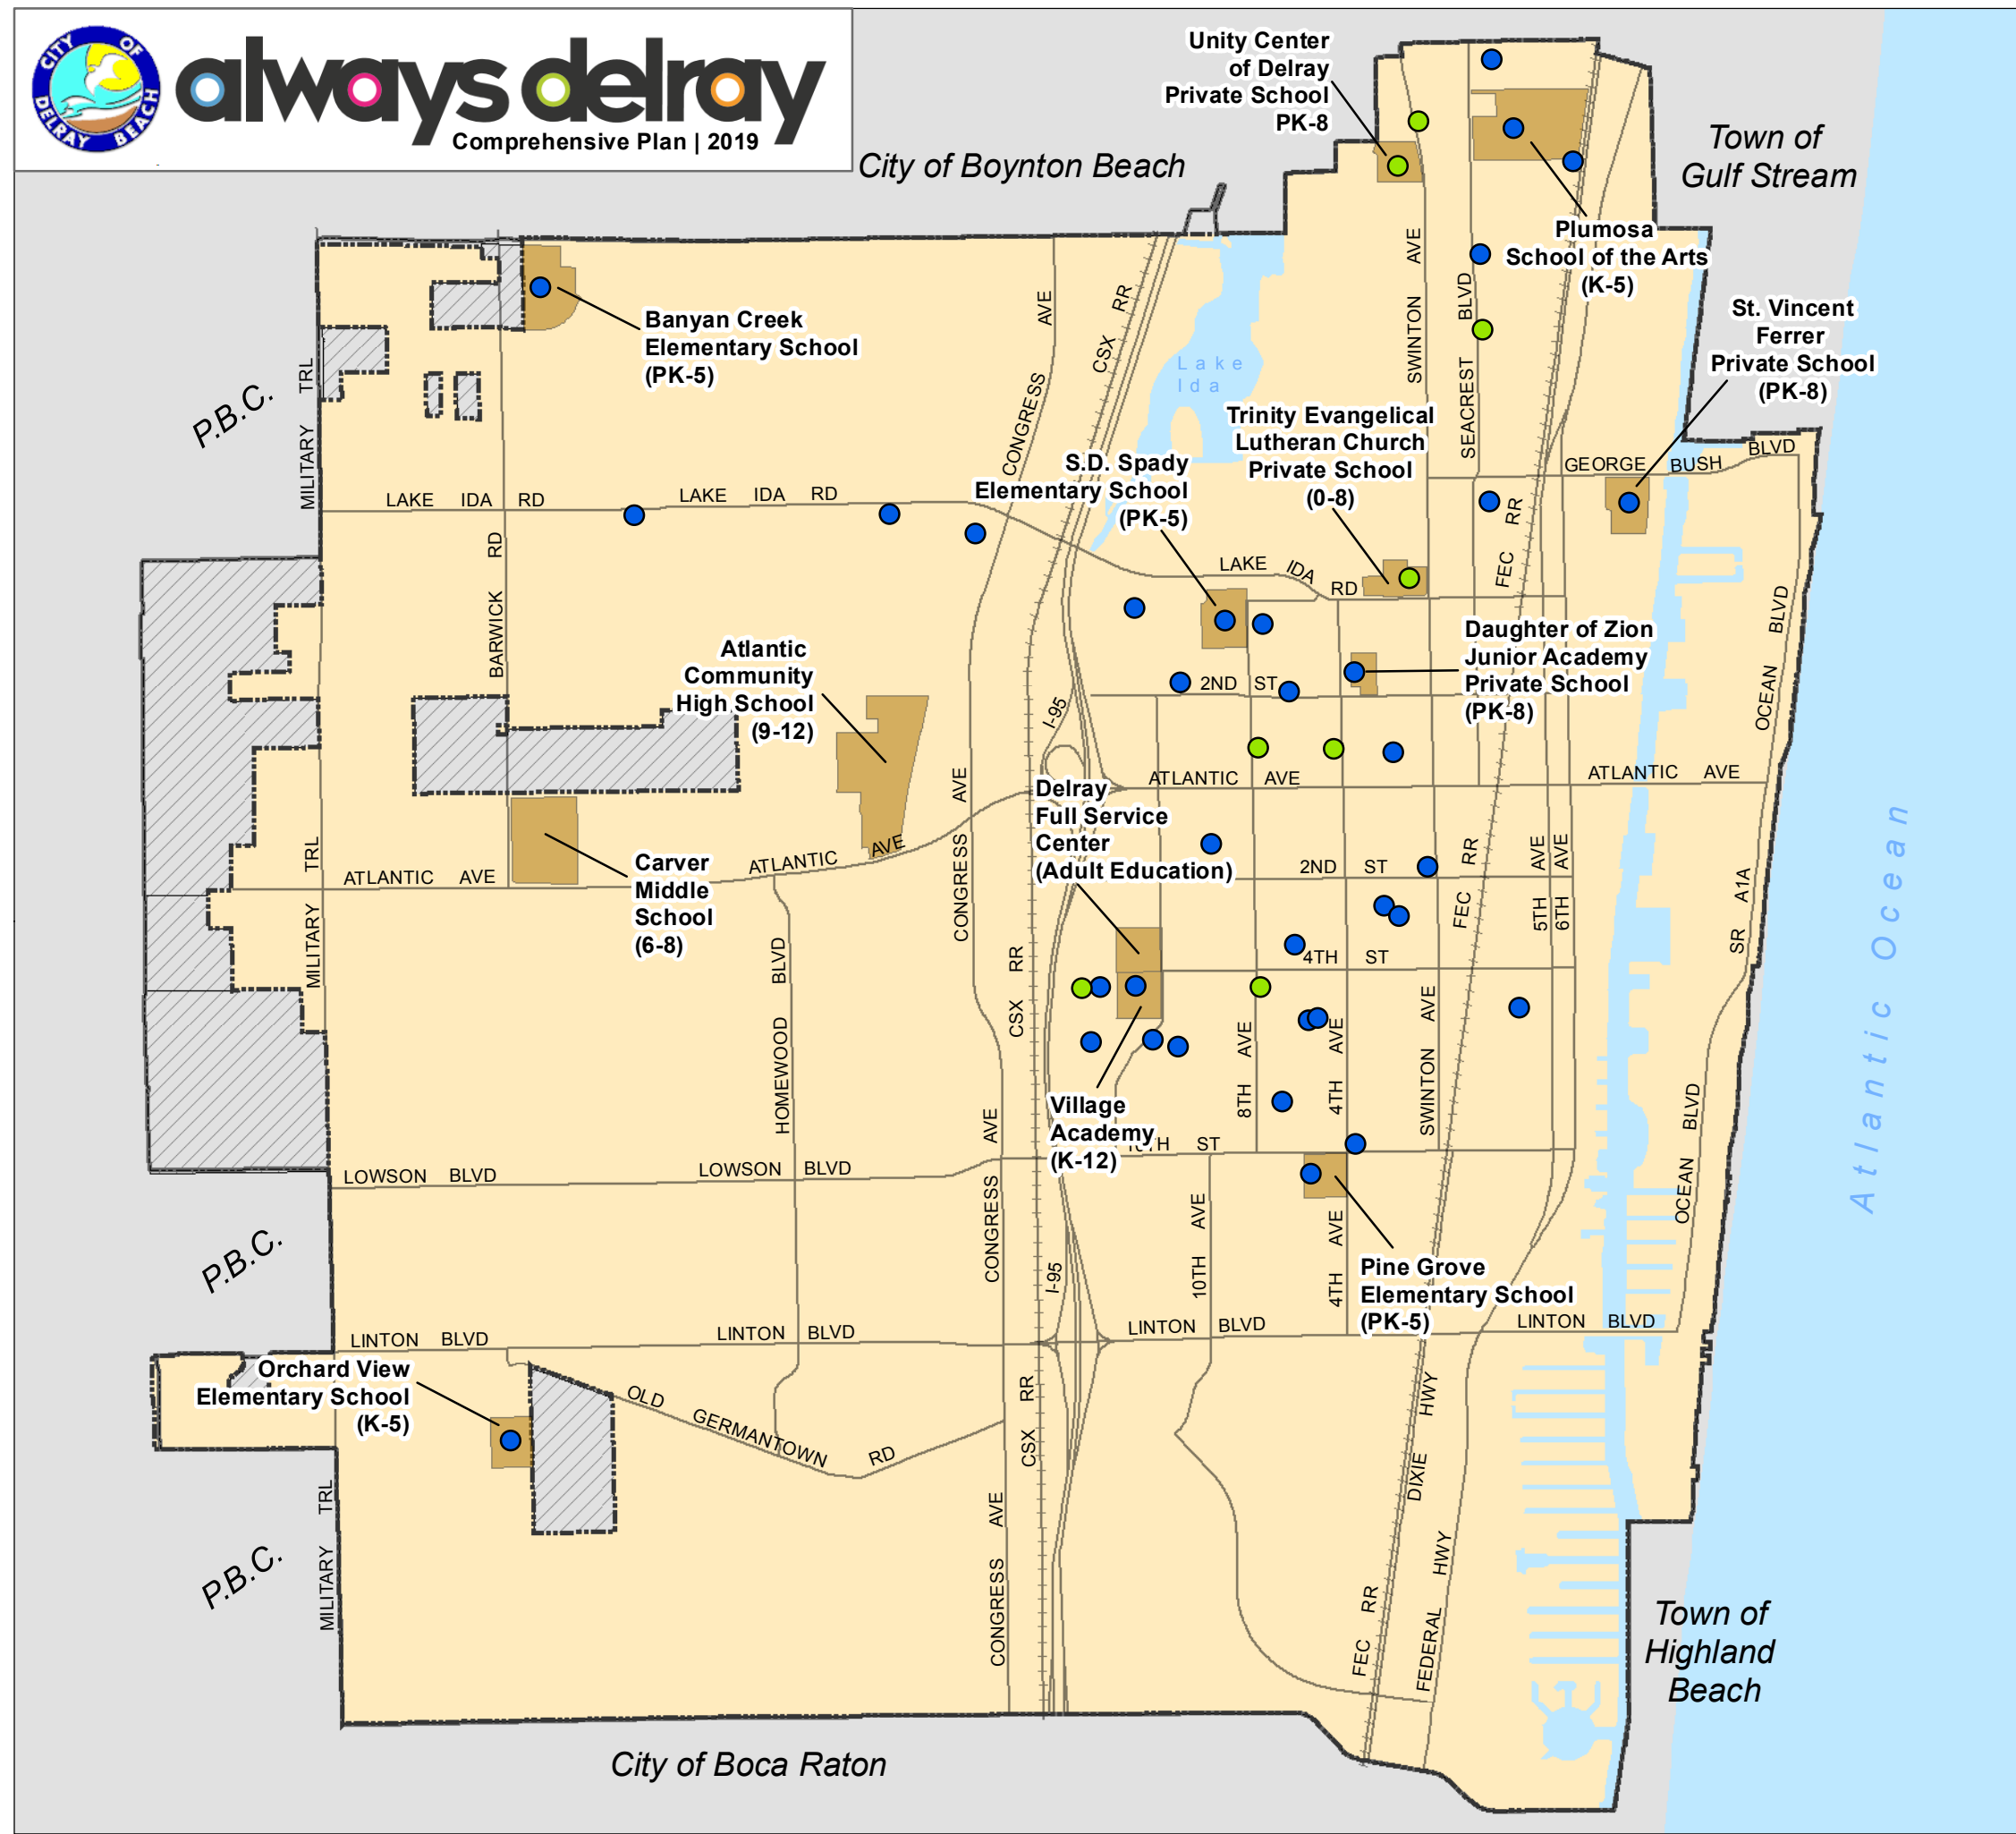 CITY OF
DELRAY BEACH
always delray
Comprehensive Plan | 2019
City of Boynton Beach
Unity Center
of Delray
Private School
PK-8
Town of
Gulf Stream
Plumosa
School of the Arts
(K-5)
St. Vincent
Ferrer
Private School
(PK-8)
Banyan Creek
Elementary School
(PK-5)
Lake
Ida
Trinity Evangelical
Lutheran Church
Private School
(0-8)
S.D. Spady
Elementary School
(PK-5)
P.B.C.
MILITARY TRL
CONGRESS AVE
CSX RR
SWINTON AVE
SEACREST BLVD
GEORGE BUSH BLVD
LAKE IDA RD
LAKE IDA RD
LAKE IDA RD
BARWICK RD
FEC RR
Atlantic
Community
High School
(9-12)
Daughter of Zion
Junior Academy
Private School
(PK-8)
2ND ST
I-95
OCEAN BLVD
ATLANTIC AVE
ATLANTIC AVE
Delray
Full Service
Center
(Adult Education)
Carver
Middle
School
(6-8)
ATLANTIC AVE
ATLANTIC AVE
MILITARY TRL
CONGRESS AVE
2ND ST
FEC RR
5TH AVE
6TH AVE
SR A1A
Atlantic Ocean
4TH ST
CSX RR
HOMEWOOD BLVD
8TH AVE
4TH AVE
SWINTON AVE
Village
Academy
(K-12)
ST
LOWSON BLVD
LOWSON BLVD
CONGRESS AVE
OCEAN BLVD
P.B.C.
10TH AVE
4TH AVE
I-95
Pine Grove
Elementary School
(PK-5)
LINTON BLVD
LINTON BLVD
LINTON BLVD
LINTON BLVD
Orchard View
Elementary School
(K-5)
OLD GERMANTOWN RD
CSX RR
DIXIE HWY
P.B.C.
MILITARY TRL
CONGRESS AVE
FEC RR
FEDERAL HWY
Town of
Highland
Beach
City of Boca Raton